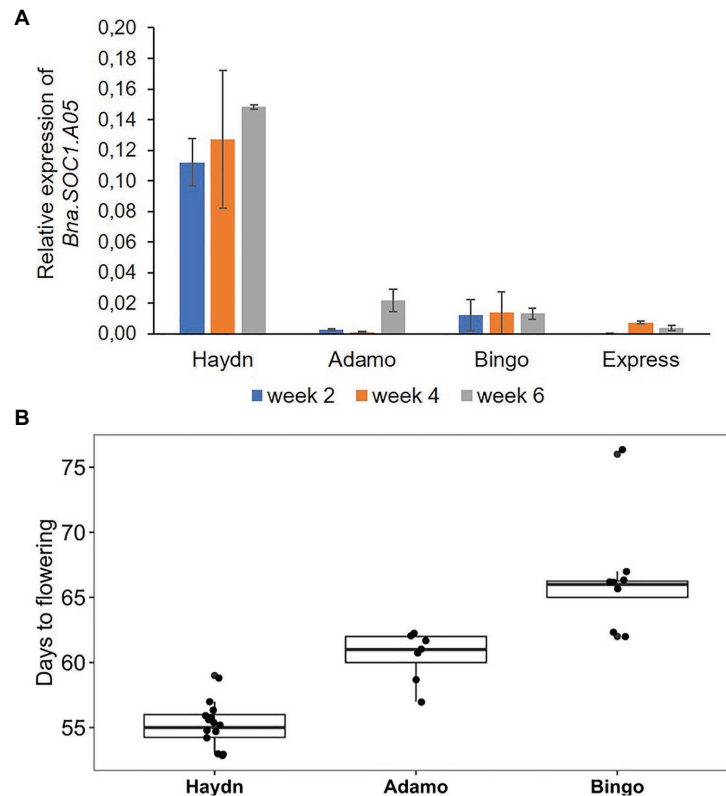 A
Relative expression of
Bna.SOC1.A05
0,20
0,18
0,16
0,14
0,12
0,10
0,08
0,06
0,04
0,02
0,00
Haydn Adamo Bingo Express
week 2 week 4 week 6
B
Days to flowering
75
70
65
60
55
Haydn Adamo Bingo